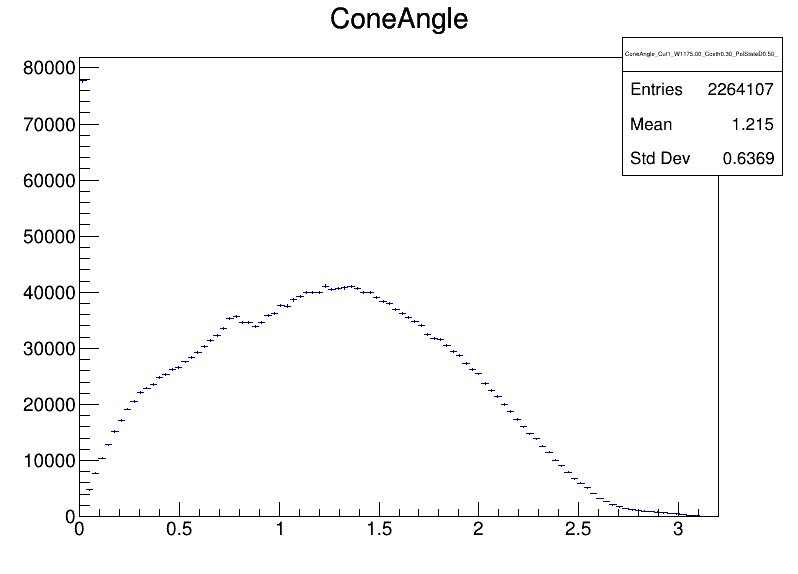 ConeAngle
ConeAngle_Cut1_W1175.00_Costh0.30_PolStateD0.50_
Entries 2264107
Mean 1.215
Std Dev 0.6369
80000
70000
60000
50000
40000
30000
20000
10000
0
0 0.5 1 1.5 2 2.5 3